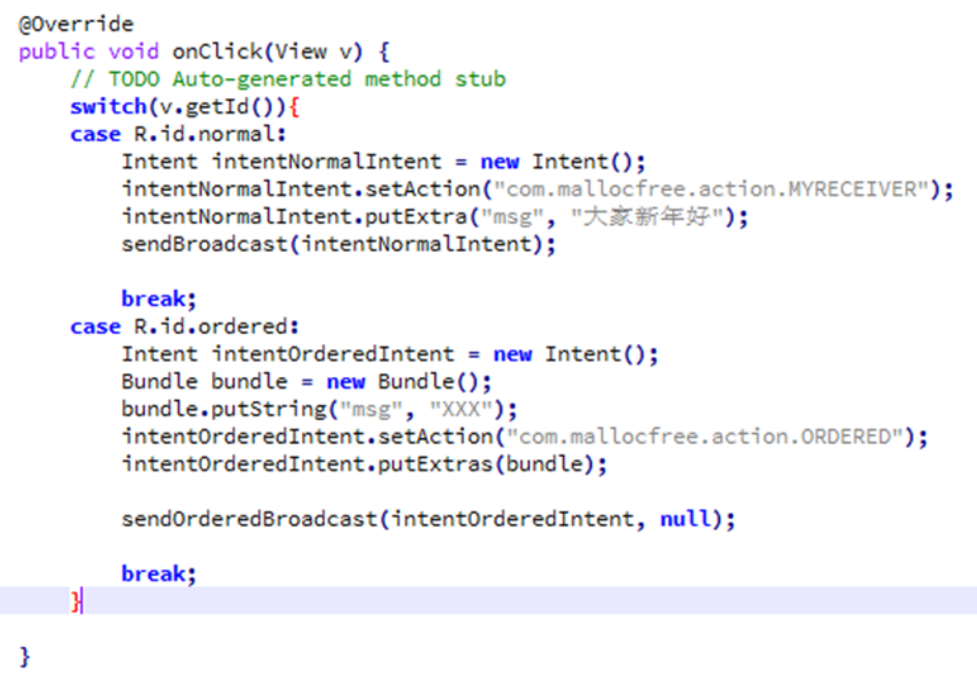 @Override
public void onClick(View v) {
    // TODO Auto-generated method stub
    switch(v.getId()){
    case R.id.normal:
        Intent intentNormalIntent = new Intent();
        intentNormalIntent.setAction("com.mallocfree.action.MYRECEIVER");
        intentNormalIntent.putExtra("msg", "大家新年好");
        sendBroadcast(intentNormalIntent);
        break;
    case R.id.ordered:
        Intent intentOrderedIntent = new Intent();
        Bundle bundle = new Bundle();
        bundle.putString("msg", "XXX");
        intentOrderedIntent.setAction("com.mallocfree.action.ORDERED");
        intentOrderedIntent.putExtras(bundle);
        sendOrderedBroadcast(intentOrderedIntent, null);
        break;
    }
}